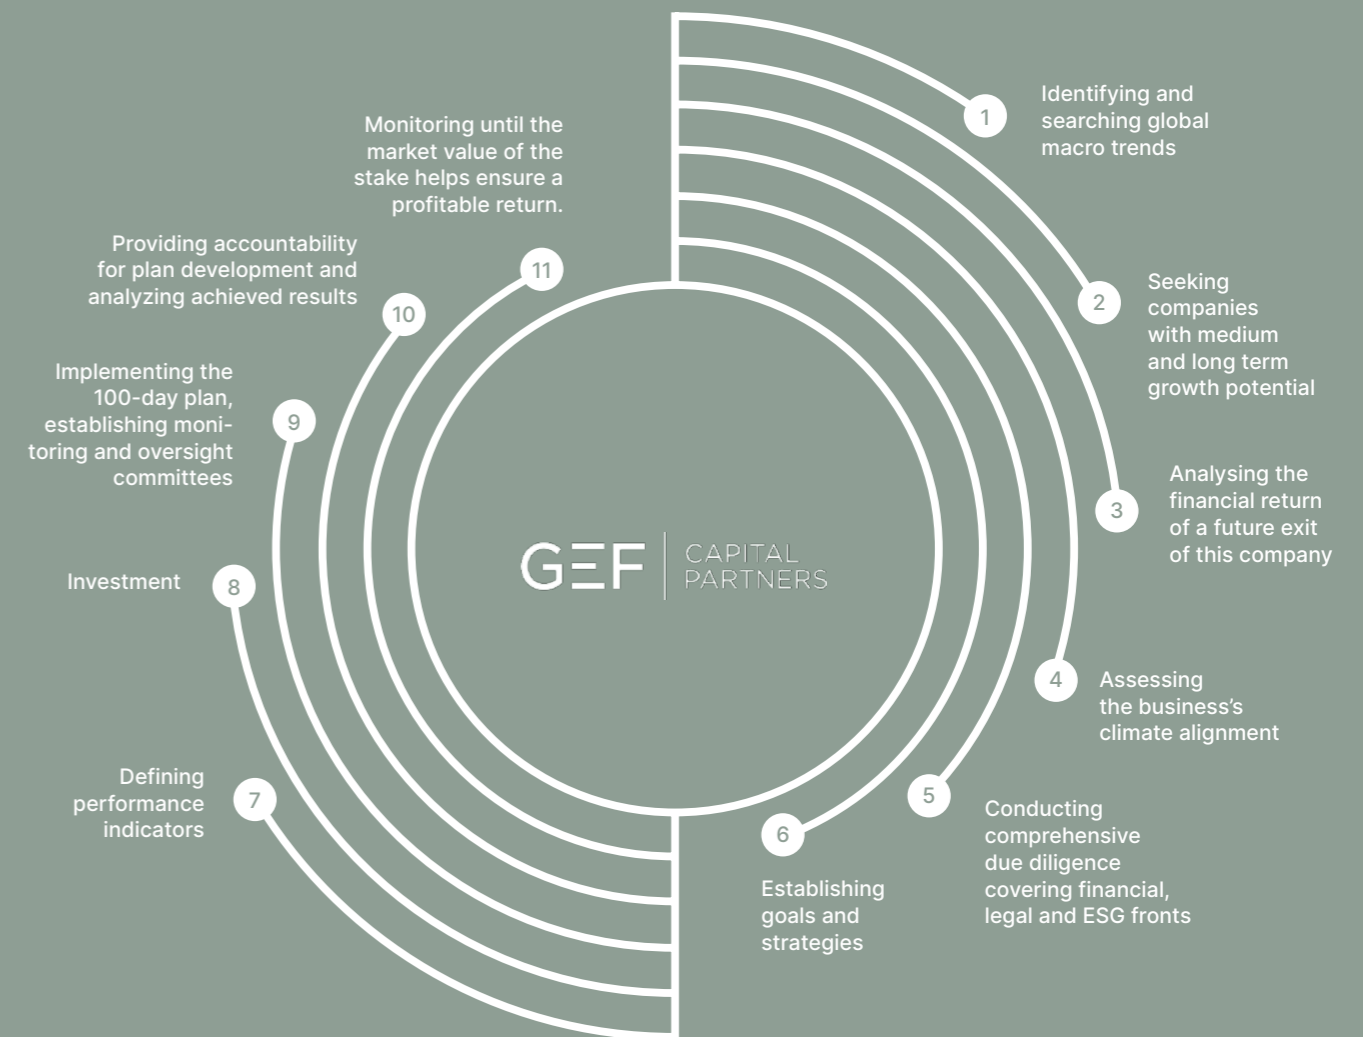 1
Identifying and
searching global
macro trends
2
Seeking
companies
with medium
and long term
growth potential
3
Analysing the
financial return
of a future exit
of this company
4
Assessing
the business’s
climate alignment
5
Conducting
comprehensive
due diligence
covering financial,
legal and ESG fronts
6
Establishing
goals and
strategies
7
Defining
performance
indicators
8
Investment
9
Implementing the
100-day plan,
establishing moni-
toring and oversight
committees
10
Providing accountability
for plan development and
analyzing achieved results
11
Monitoring until the
market value of the
stake helps ensure a
profitable return.
GEF
CAPITAL
PARTNERS